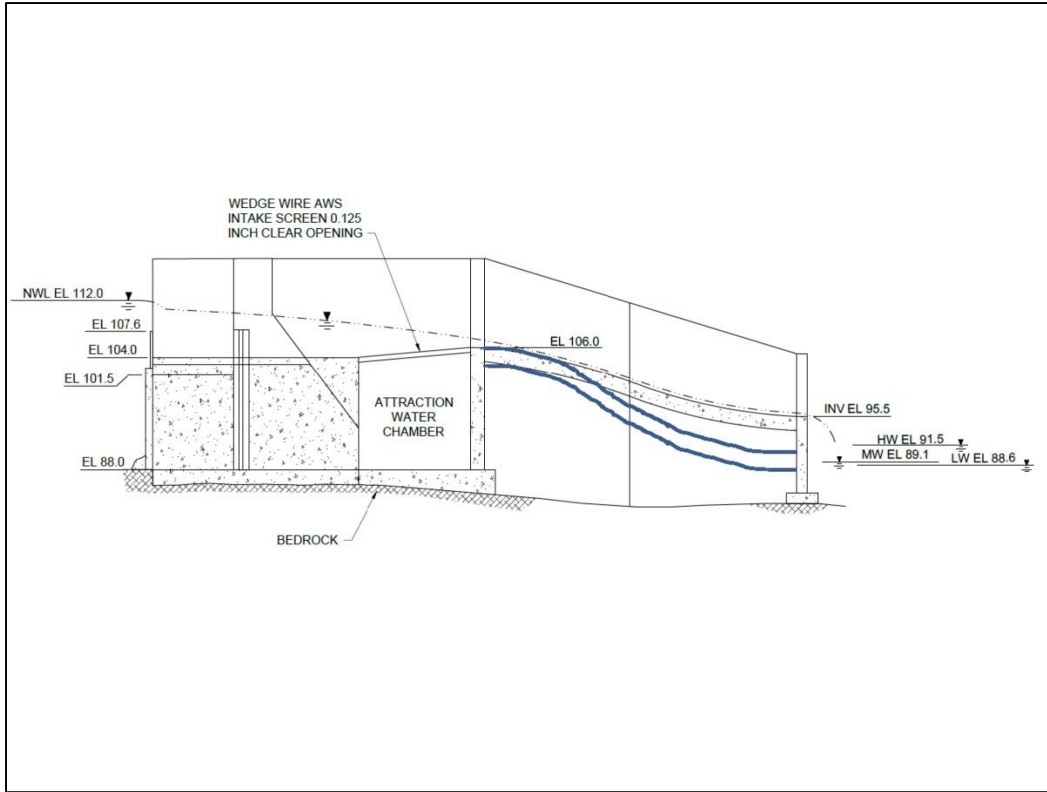 WEDGE WIRE AWS
INTAKE SCREEN 0.125
INCH CLEAR OPENING
NWL EL 112.0
EL 107.6
EL 104.0
EL 101.5
EL 106.0
ATTRACTION
WATER
CHAMBER
INV EL 95.5
HW EL 91.5
MW EL 89.1
LW EL 88.6
EL 88.0
BEDROCK